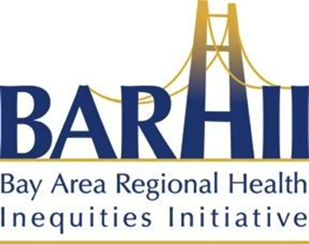 BARHII
Bay Area Regional Health
Inequities Initiative